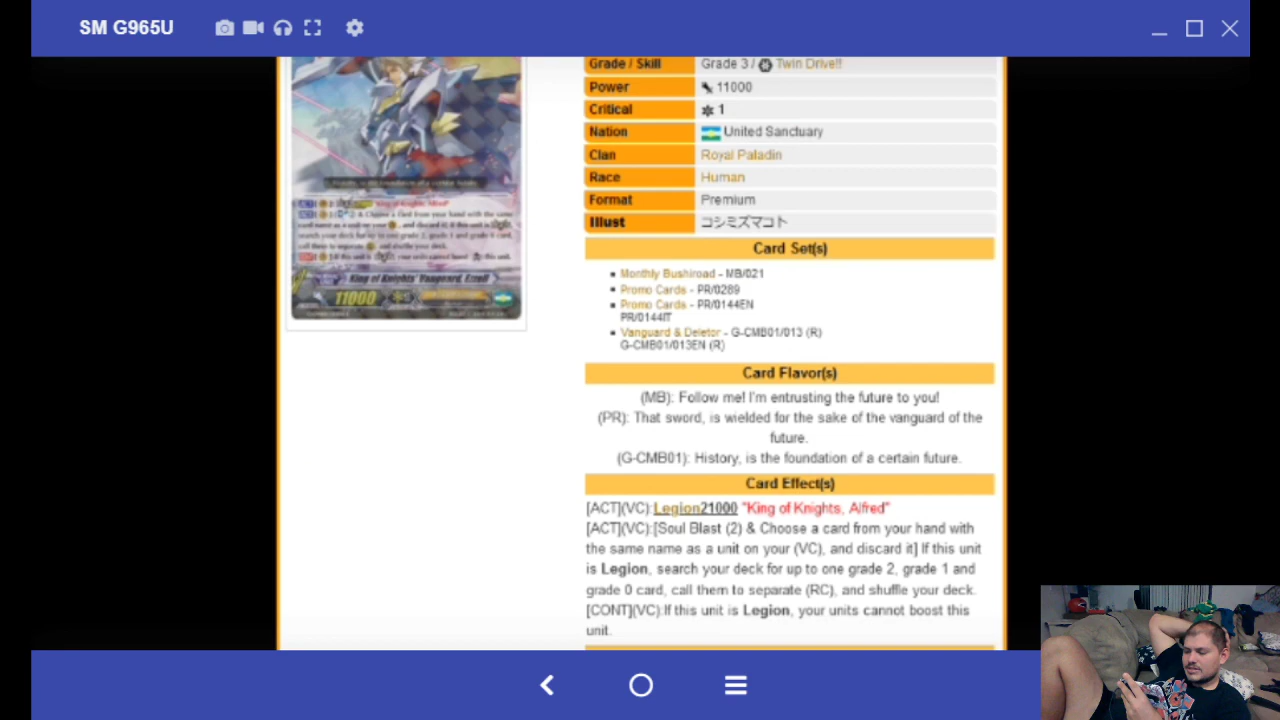 SM G965U
Grade / Skill Grade 3 / Twin Drive!!
Power 11000
Critical 1
Nation United Sanctuary
Clan Royal Paladin
Race Human
Format Premium
Illust コシミズマコト
Card Set(s)
Monthly Bushiroad - MB/021
Promo Cards - PR/0289
Promo Cards - PR/0144EN
PR/0144IT
Vanguard & Deletor - G-CMB01/013 (R)
G-CMB01/013EN (R)
Card Flavor(s)
(MB): Follow me! I'm entrusting the future to you!
(PR): That sword, is wielded for the sake of the vanguard of the
future.
(G-CMB01): History, is the foundation of a certain future.
Card Effect(s)
[ACT](VC):Legion21000 "King of Knights, Alfred"
[ACT](VC):[Soul Blast (2) & Choose a card from your hand with
the same name as a unit on your (VC), and discard it] If this unit
is Legion, search your deck for up to one grade 2, grade 1 and
grade 0 card, call them to separate (RC), and shuffle your deck.
[CONT](VC):If this unit is Legion, your units cannot boost this
unit.
King of Knights' Vanguard, Ezzell
11000